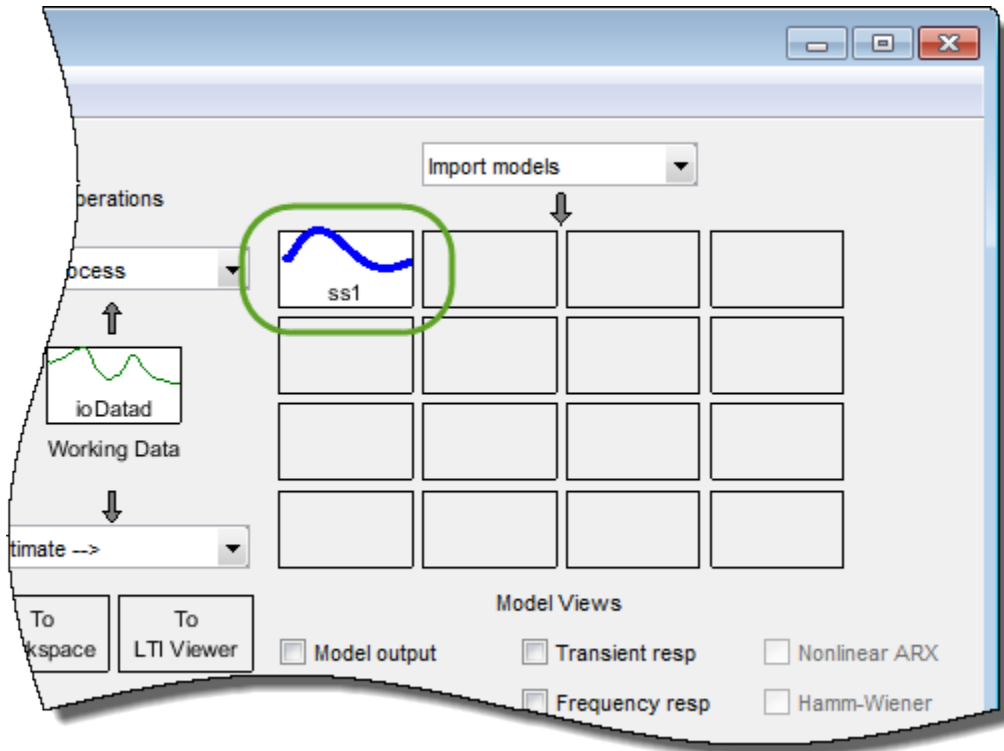 Import models
perations
ocess
ss1
ioDatad
Working Data
timate -->
To
kspace
To
LTI Viewer
Model Views
Model output
Transient resp
Nonlinear ARX
Frequency resp
Hamm-Wiener